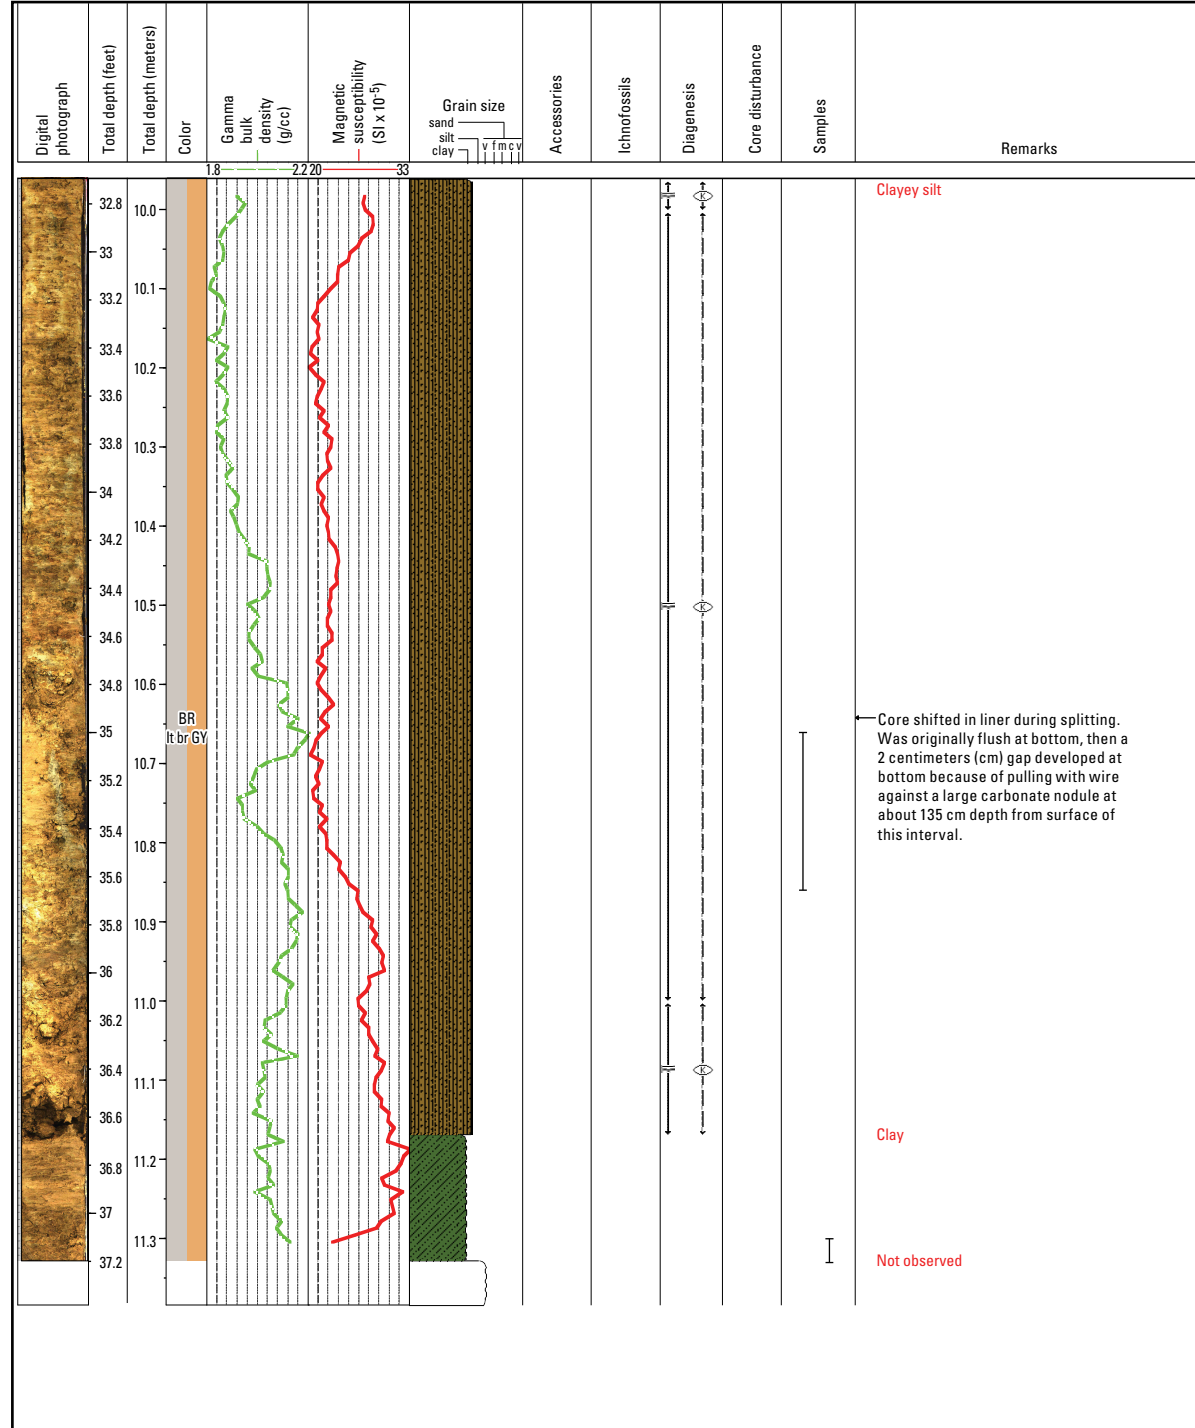 Digital photograph
Total depth (feet)
Total depth (meters)
Color
Gamma bulk density (g/cc)
Magnetic susceptibility (SI x 10-5)
Grain size
sand
silt
clay
v f m c v
Accessories
Ichnofossils
Diagenesis
Core disturbance
Samples
Remarks
1.8
2.2
20
33
Clayey silt
K
32.8
10.0
33
10.1
33.2
33.4
10.2
33.6
33.8
10.3
34
10.4
34.2
34.4
10.5
K
34.6
34.8
10.6
BR
Core shifted in liner during splitting.
35
lt br GY
Was originally flush at bottom, then a
10.7
2 centimeters (cm) gap developed at
35.2
bottom because of pulling with wire
against a large carbonate nodule at
35.4
about 135 cm depth from surface of
10.8
this interval.
35.6
35.8
10.9
36
11.0
36.2
36.4
K
11.1
36.6
Clay
11.2
36.8
37
11.3
37.2
Not observed